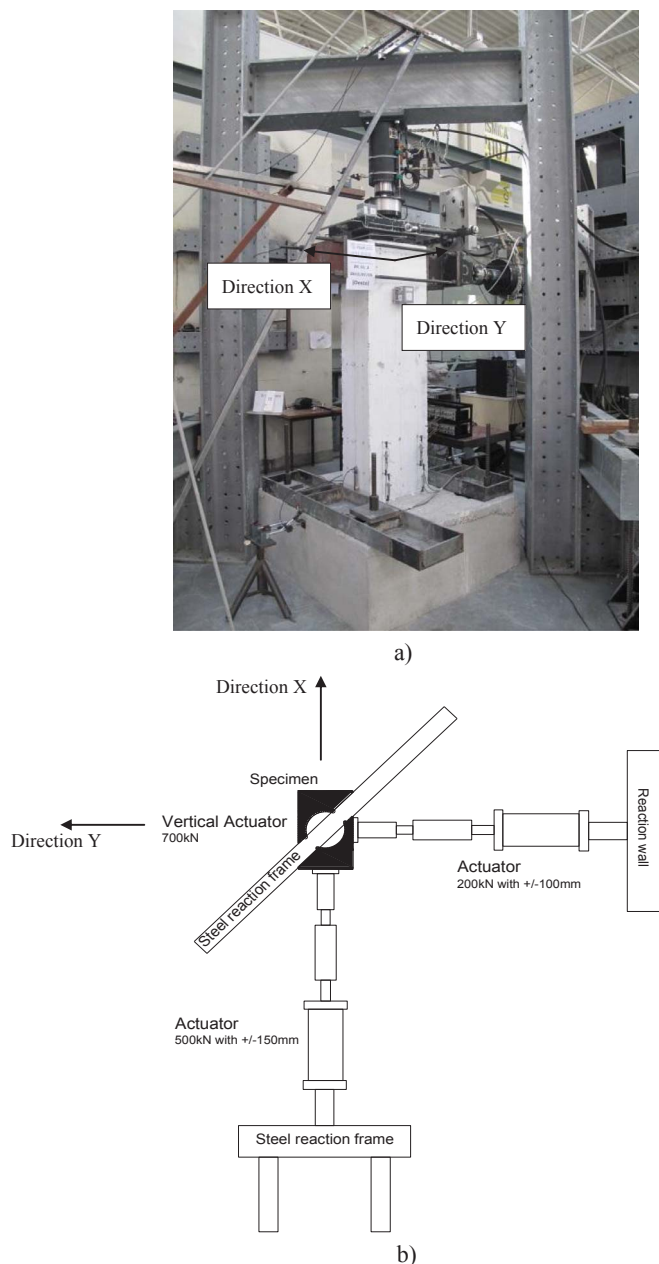 Direction X
Direction Y
a)
Direction X
Specimen
Vertical Actuator
700kN
Direction Y
Steel reaction frame
Reaction wall
Actuator
200kN with +/-100mm
Actuator
500kN with +/-150mm
Steel reaction frame
b)